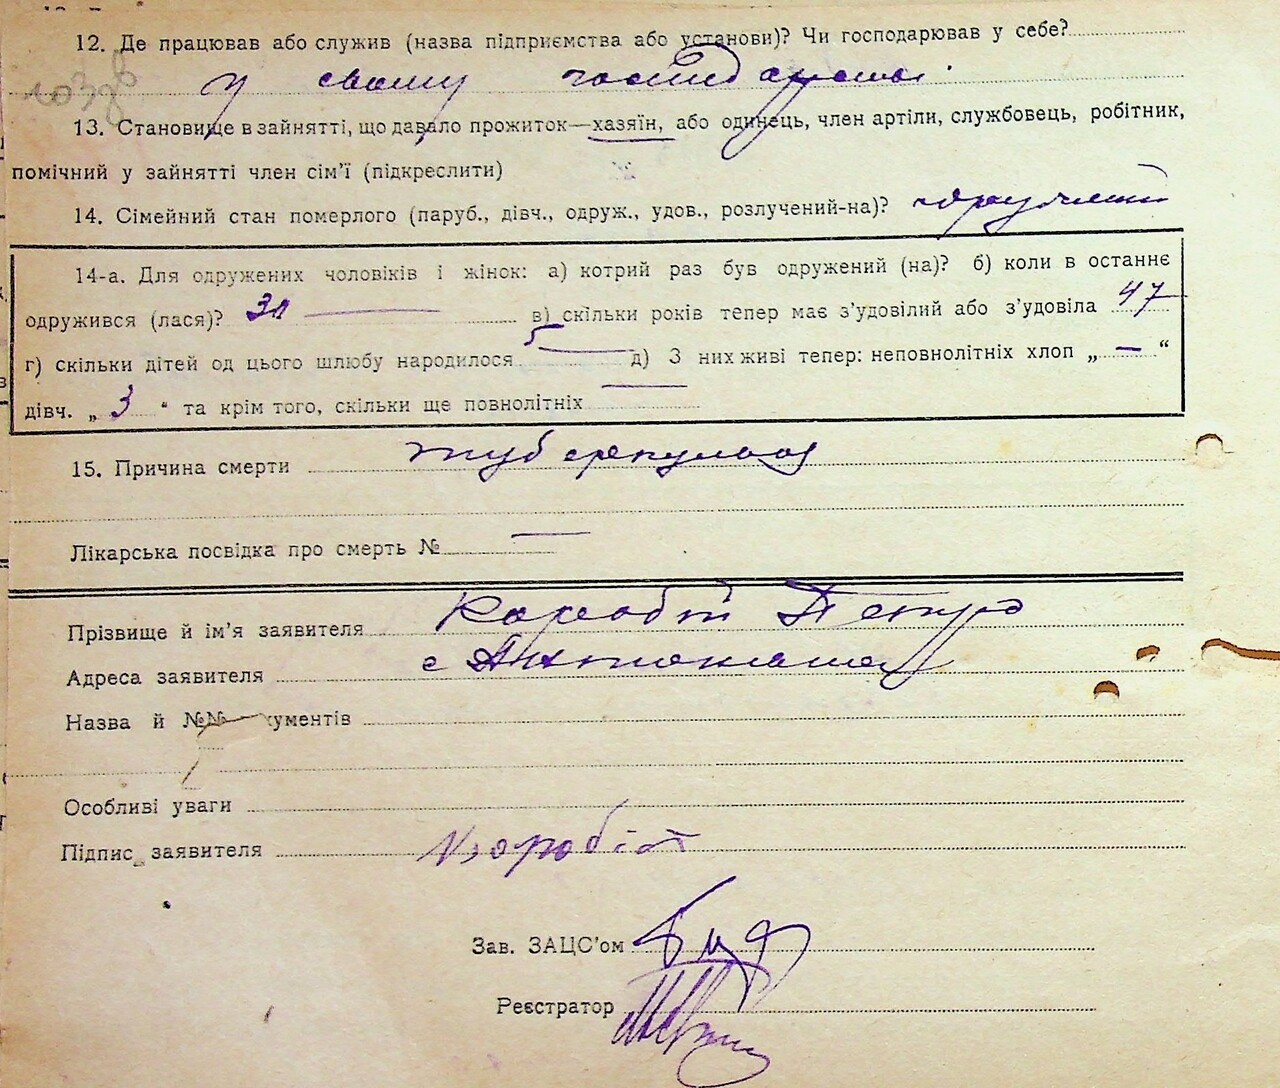 12. Де працював або служив (назва підприємства або установи)? Чи господарював у себе?
у свому господарстві
13. Становище в зайнятті, що давало прожиток—хазяїн, або одинець, член артіли, службовець, робітник,
помічний у зайнятті член сім'ї (підкреслити)
14. Сімейний стан померлого (паруб., дівч., одруж., удов., розлучений-на)? одружений
14-а. Для одружених чоловіків і жінок: а) котрий раз був одружений (на)? б) коли в останнє
одружився (лася)? — в) скільки років тепер має з'удовілий або з'удовіла 47
г) скільки дітей од цього шлюбу народилося 5 — д) З них живі тепер: неповнолітніх хлоп „ — “
дівч. „ 3 “ та крім того, скільки ще повнолітніх —
15. Причина смерти туберкульоз
Лікарська посвідка про смерть № —
Прізвище й ім'я заявителя Коробіт Петро
Адреса заявителя с
Назва й №№ кументів
Особливі уваги
Підпис заявителя Коробіт
Зав. ЗАЦС'ом
Реєстратор